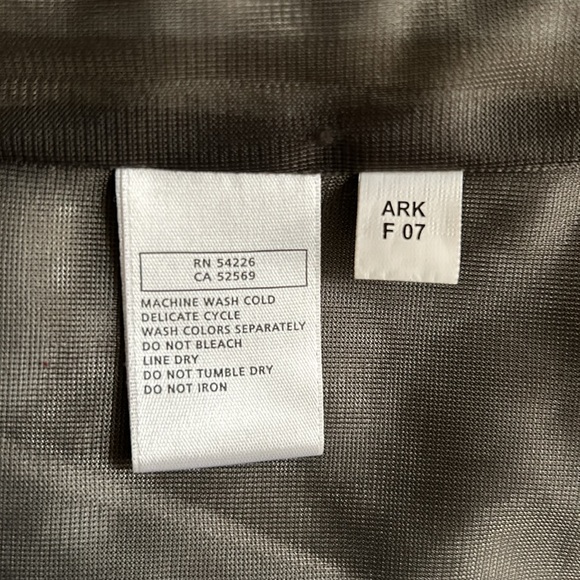 RN 54226
CA 52569
MACHINE WASH COLD
DELICATE CYCLE
WASH COLORS SEPARATELY
DO NOT BLEACH
LINE DRY
DO NOT TUMBLE DRY
DO NOT IRON
ARK
F 07